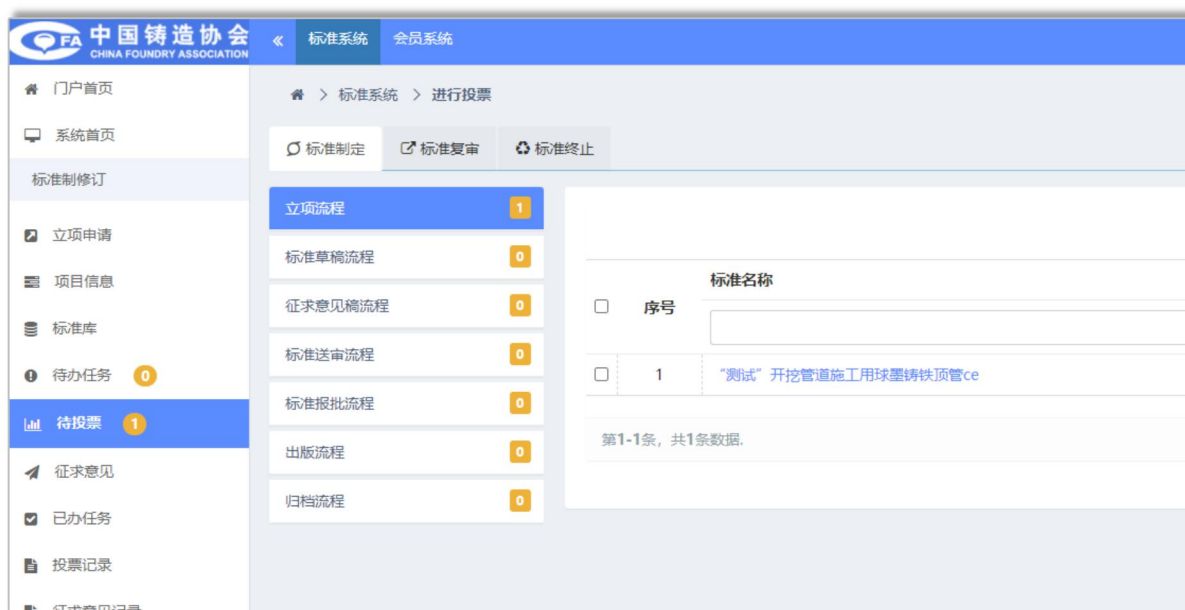 FA 中国铸造协会
CHINA FOUNDRY ASSOCIATION
« 标准系统 会员系统
门户首页
系统首页
标准制修订
立项申请
项目信息
标准库
待办任务 0
待投票 1
征求意见
已办任务
投票记录
征求意见记录
> 标准系统 > 进行投票
标准制定 标准复审 标准终止
立项流程 1
标准草稿流程 0
征求意见稿流程 0
标准送审流程 0
标准报批流程 0
出版流程 0
归档流程 0
序号 标准名称
1 “测试”开挖管道施工用球墨铸铁顶管ce
第1-1条，共1条数据.